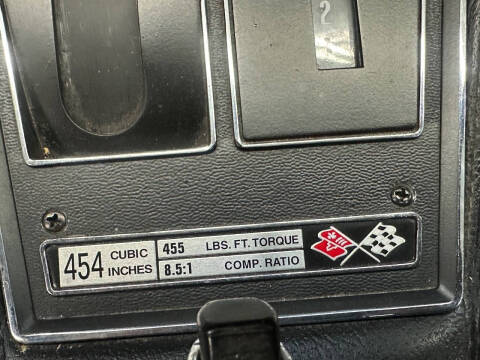 2
454 CUBIC INCHES
455 LBS. FT. TORQUE
8.5:1 COMP. RATIO